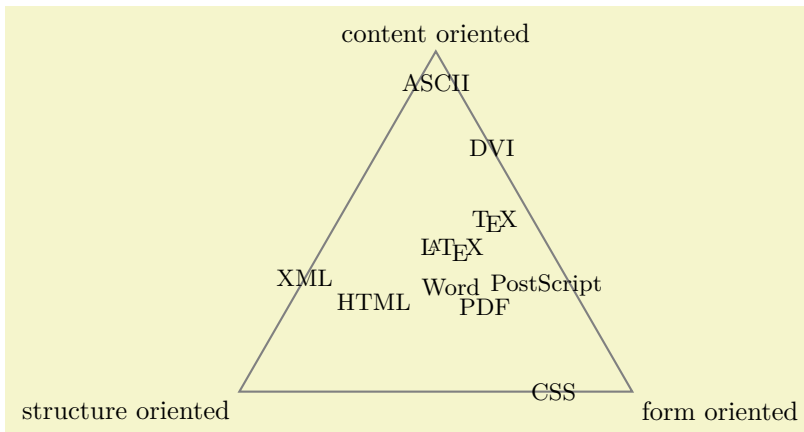 content oriented
ASCII
DVI
TEX
LATEX
XML
Word
PostScript
HTML
PDF
CSS
structure oriented
form oriented